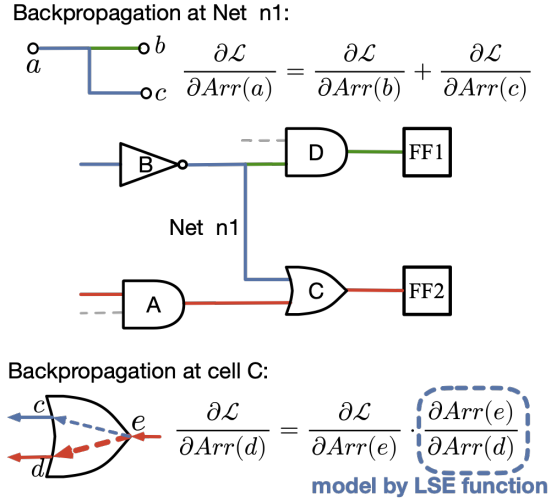 Backpropagation at Net n1:
a b c ∂ℒ/∂Arr(a) = ∂ℒ/∂Arr(b) + ∂ℒ/∂Arr(c)
B D FF1
Net n1
A C FF2
Backpropagation at cell C:
c d e ∂ℒ/∂Arr(d) = ∂ℒ/∂Arr(e) · ∂Arr(e)/∂Arr(d)
model by LSE function